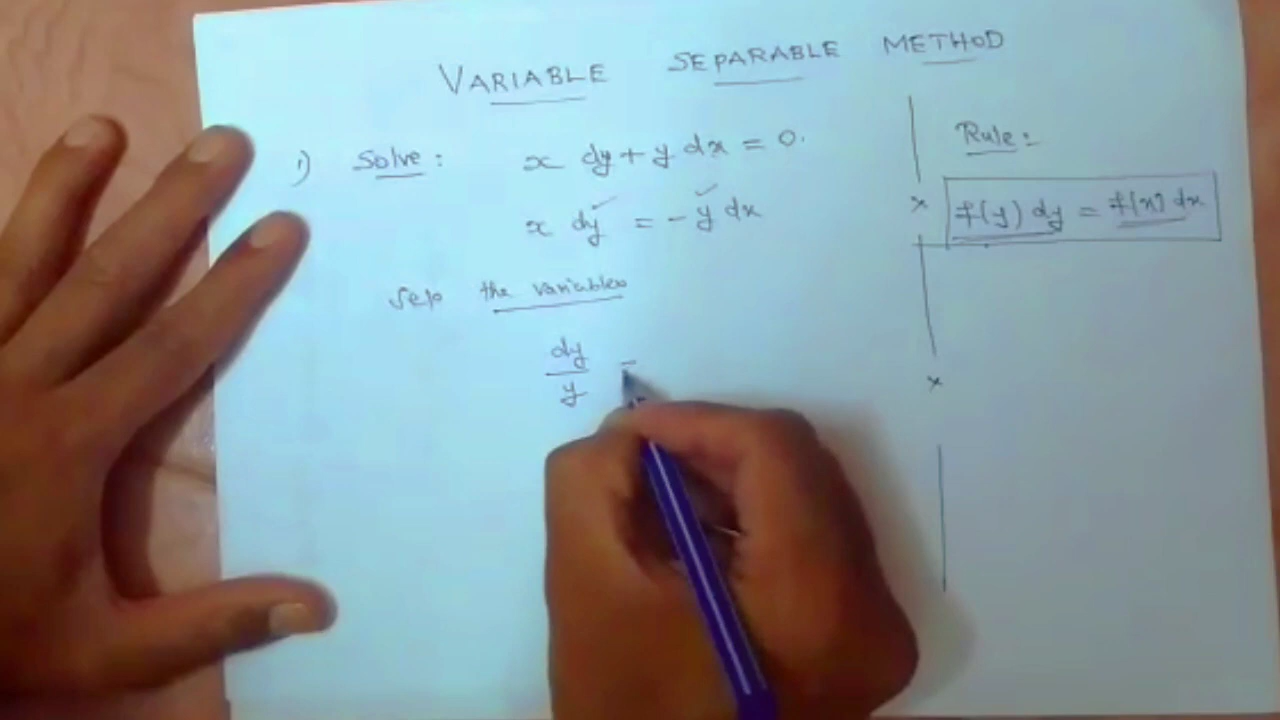 VARIABLE SEPARABLE METHOD
1) Solve : x dy + y dx = 0.
x dy = - y dx
Sep the variables
dy
y =
Rule:
f(y) dy = f(x) dx